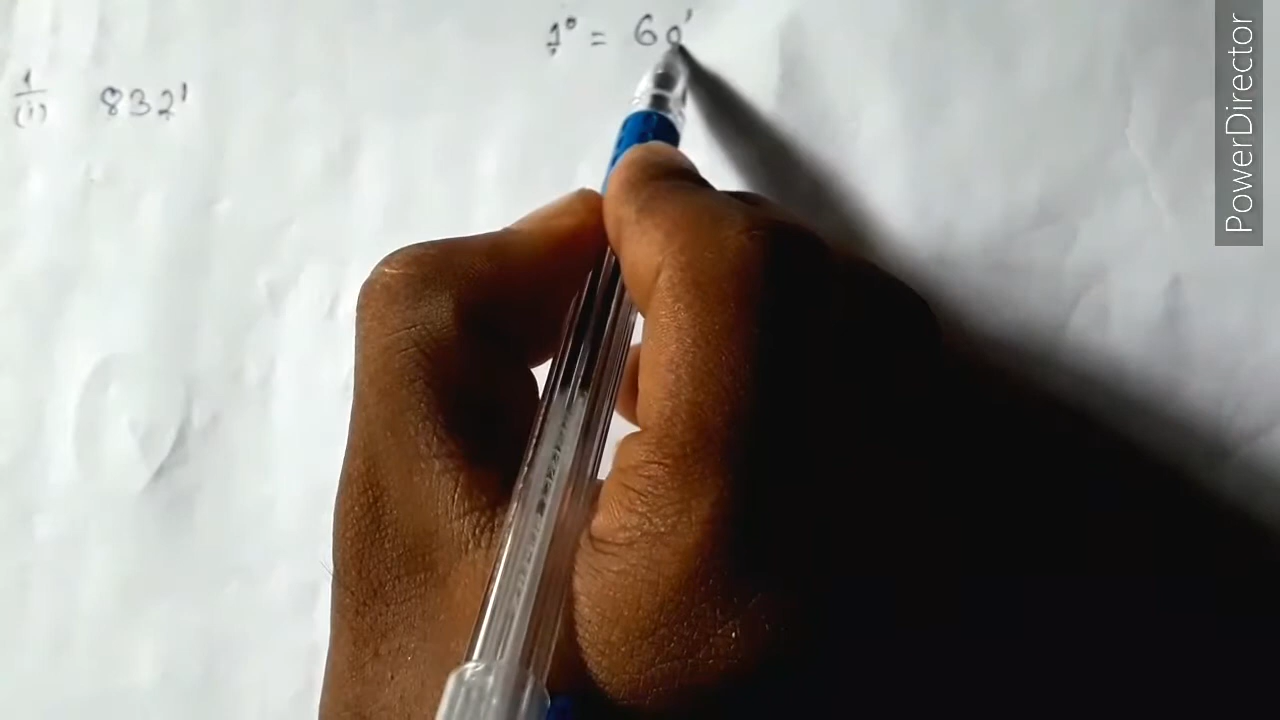 1° = 60'
1/(i) 832'
PowerDirector